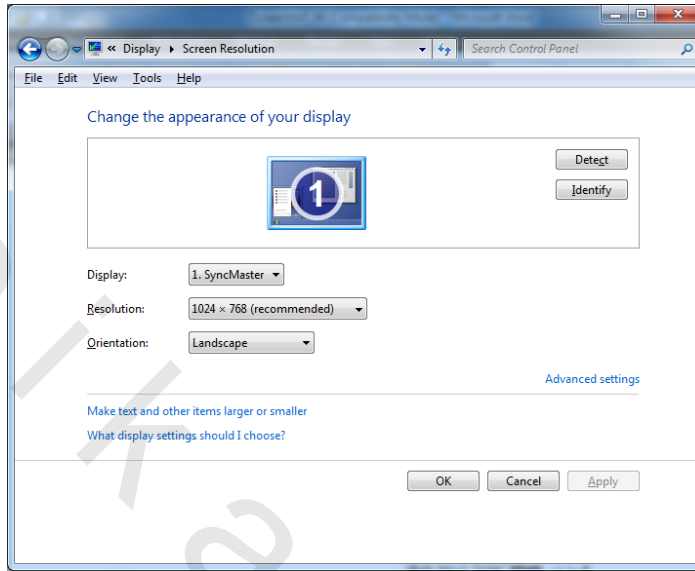 « Display ▸ Screen Resolution
Search Control Panel
File Edit View Tools Help
Change the appearance of your display
1
Detect
Identify
Display: 1. SyncMaster
Resolution: 1024 × 768 (recommended)
Orientation: Landscape
Advanced settings
Make text and other items larger or smaller
What display settings should I choose?
OK Cancel Apply